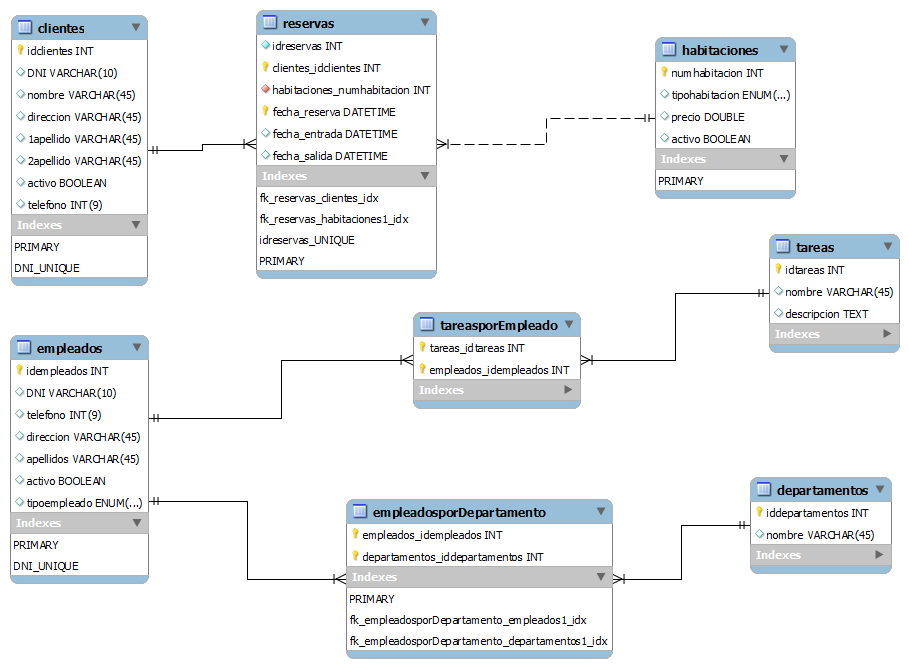 clientes
idclientes INT
DNI VARCHAR(10)
nombre VARCHAR(45)
direccion VARCHAR(45)
1apellido VARCHAR(45)
2apellido VARCHAR(45)
activo BOOLEAN
telefono INT(9)
Indexes
PRIMARY
DNI_UNIQUE
reservas
idreservas INT
clientes_idclientes INT
habitaciones_numhabitacion INT
fecha_reserva DATETIME
fecha_entrada DATETIME
fecha_salida DATETIME
Indexes
fk_reservas_clientes_idx
fk_reservas_habitaciones1_idx
idreservas_UNIQUE
PRIMARY
habitaciones
numhabitacion INT
tipohabitacion ENUM(...)
precio DOUBLE
activo BOOLEAN
Indexes
PRIMARY
tareas
idtareas INT
nombre VARCHAR(45)
descripcion TEXT
Indexes
tareasporEmpleado
tareas_idtareas INT
empleados_idempleados INT
Indexes
empleados
idempleados INT
DNI VARCHAR(10)
telefono INT(9)
direccion VARCHAR(45)
apellidos VARCHAR(45)
activo BOOLEAN
tipoempleado ENUM(...)
Indexes
PRIMARY
DNI_UNIQUE
empleadosporDepartamento
empleados_idempleados INT
departamentos_iddepartamentos INT
Indexes
PRIMARY
fk_empleadosporDepartamento_empleados1_idx
fk_empleadosporDepartamento_departamentos1_idx
departamentos
iddepartamentos INT
nombre VARCHAR(45)
Indexes